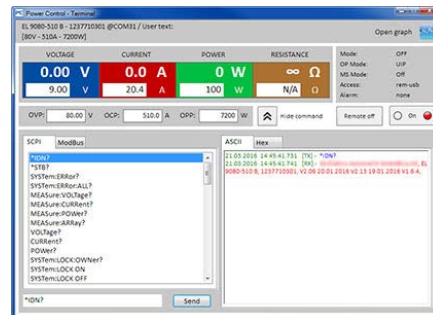 Power Control - Terminal
EL 9080-510 B - 1237710301 @COM31 / User text:
[80V - 510A - 7200W]
Open graph
VOLTAGE CURRENT POWER RESISTANCE
0.00 V 0.0 A 0 W ∞ Ω
9.00 V 20.4 A 100 W N/A Ω
Mode: OFF
OP Mode: UIP
MS Mode: Off
Access: rem-usb
Alarm: none
OVP: 80.00 V OCP: 510.0 A OPP: 7200 W Hide command Remote off On
SCPI ModBus
*IDN?
*STB?
SYSTem:ERRor?
SYSTem:ERRor:ALL?
MEASure:VOLTage?
MEASure:CURRent?
MEASure:POWer?
MEASure:ARRay?
VOLTage?
CURRent?
POWer?
SYSTem:LOCK:OWNer?
SYSTem:LOCK ON
SYSTem:LOCK OFF
*IDN? Send
ASCII Hex
21.03.2016 14:45:41.731 [TX] - *IDN?
21.03.2016 14:45:41.741 [RX] - EL
9080-510 B, 1237710301, V2.06 20.01.2016 V2.13 19.01.2016 V1.6.4,